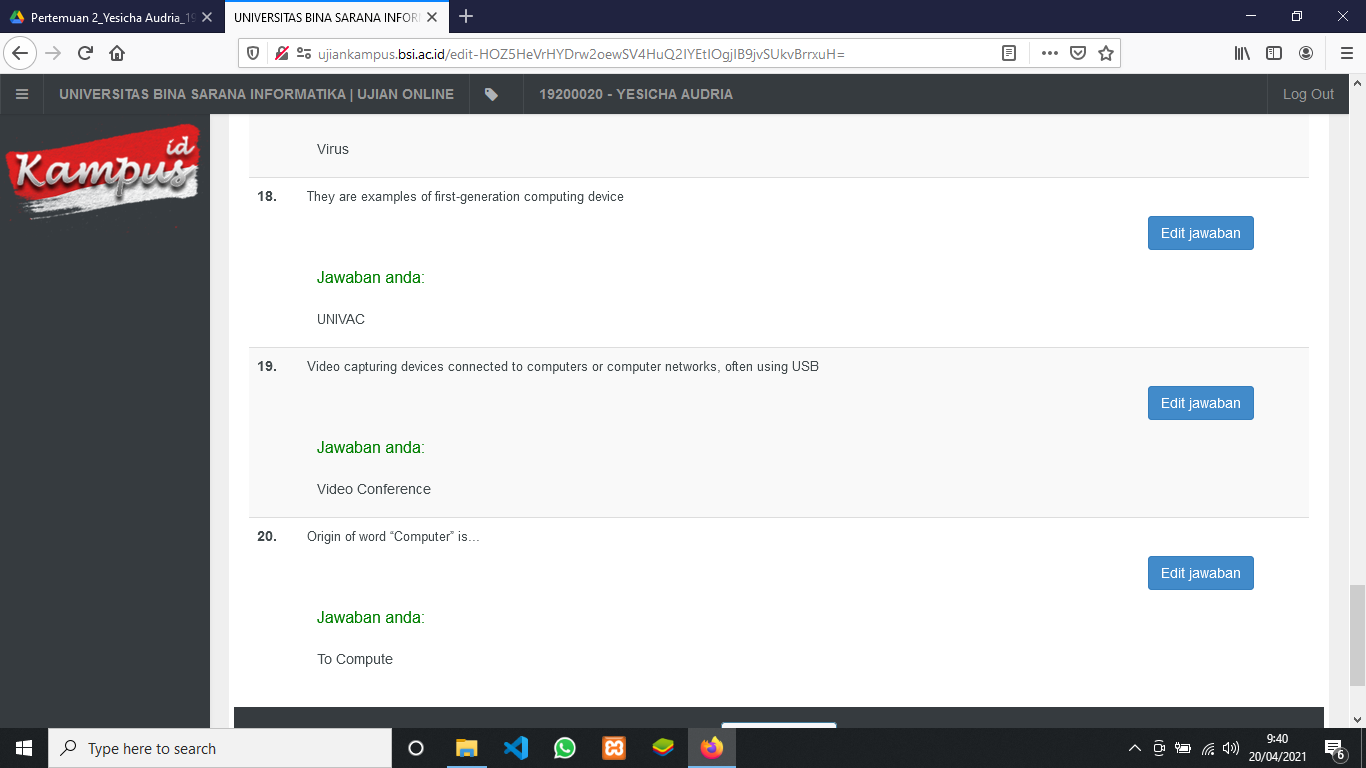 Pertemuan 2_Yesicha Audria_19
UNIVERSITAS BINA SARANA INFOR
ujiankampus.bsi.ac.id/edit-HOZ5HeVrHYDrw2oewSV4HuQ2IYEtIOgjIB9jvSUkvBrrxuH=
UNIVERSITAS BINA SARANA INFORMATIKA | UJIAN ONLINE
19200020 - YESICHA AUDRIA
Log Out
Kampus id
Virus
18. They are examples of first-generation computing device
Edit jawaban
Jawaban anda:
UNIVAC
19. Video capturing devices connected to computers or computer networks, often using USB
Edit jawaban
Jawaban anda:
Video Conference
20. Origin of word “Computer” is...
Edit jawaban
Jawaban anda:
To Compute
Type here to search
9:40
20/04/2021
6